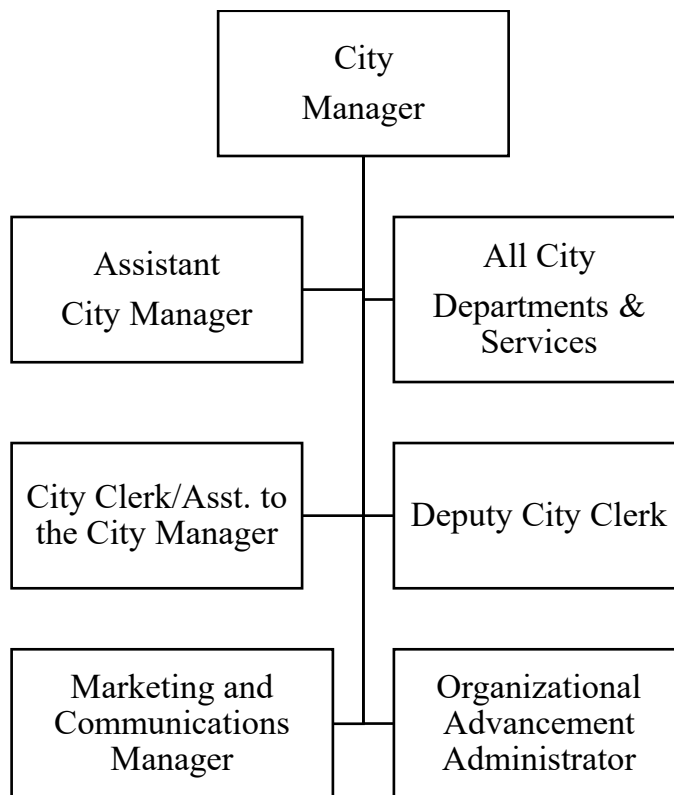 City
Manager
Assistant
City Manager
All City
Departments &
Services
City Clerk/Asst. to
the City Manager
Deputy City Clerk
Marketing and
Communications
Manager
Organizational
Advancement
Administrator